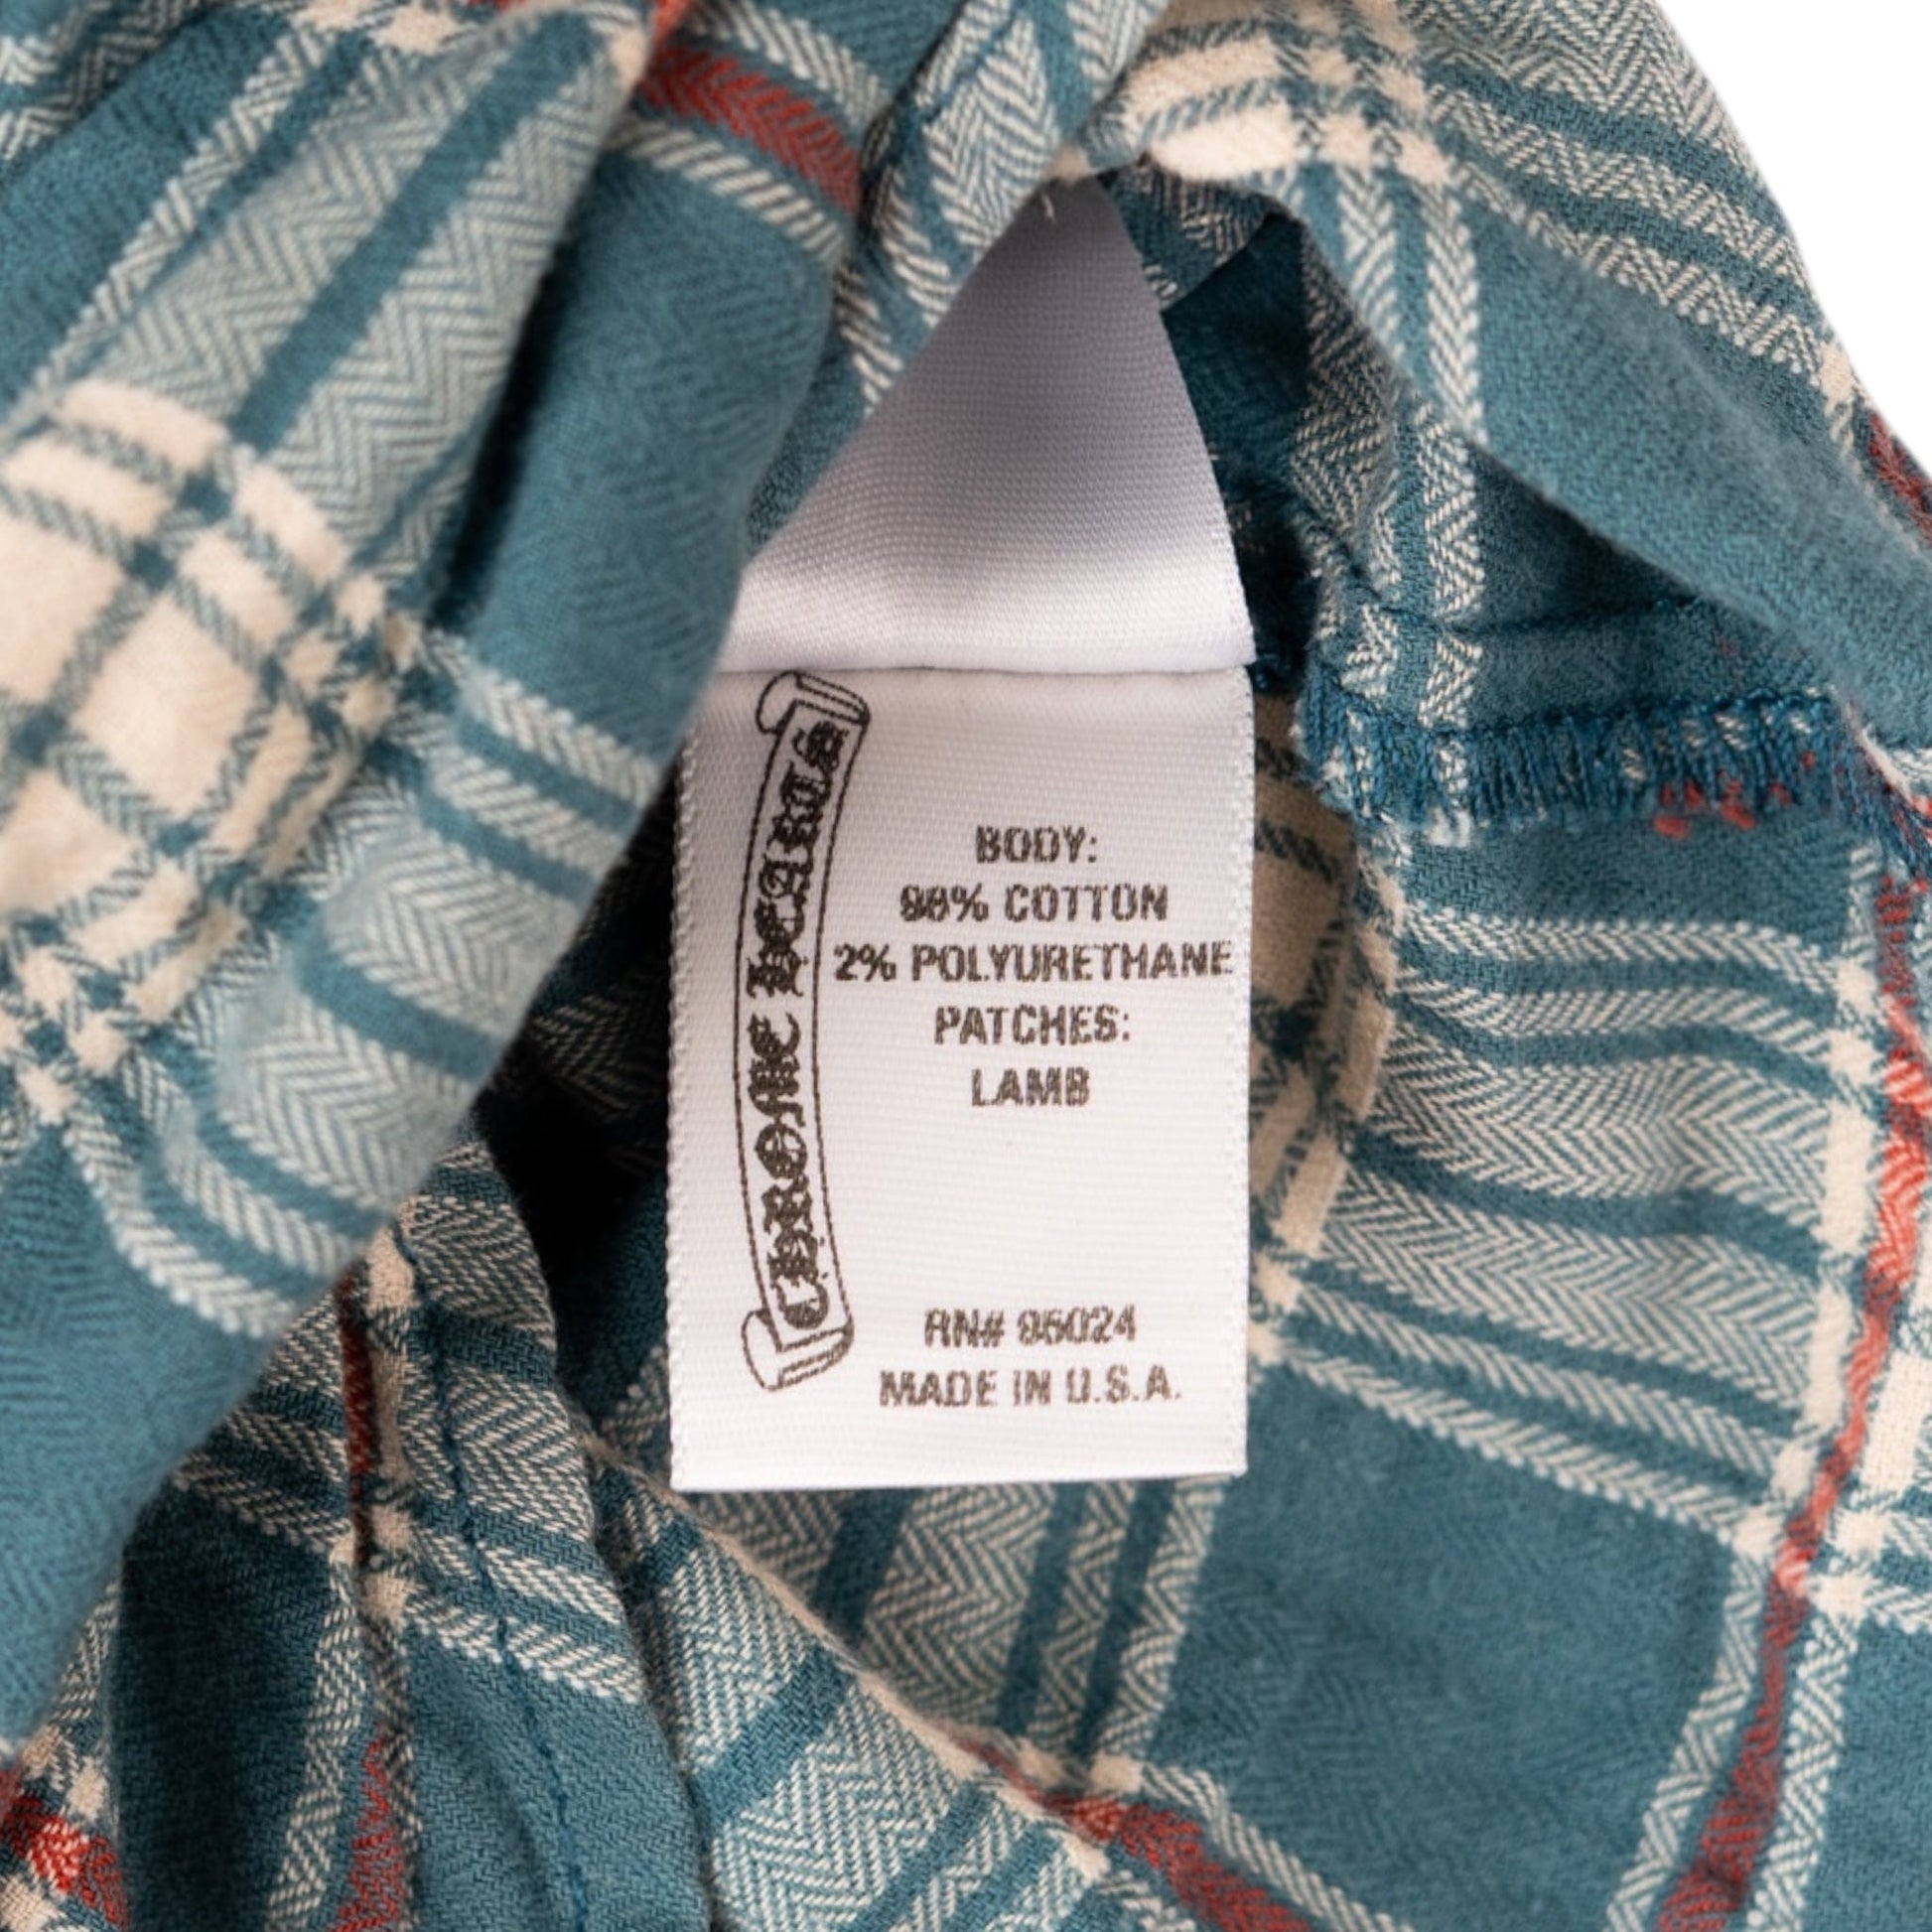 CHROME HEARTS
BODY:
98% COTTON
2% POLYURETHANE
PATCHES:
LAMB
RN# 95024
MADE IN U.S.A.